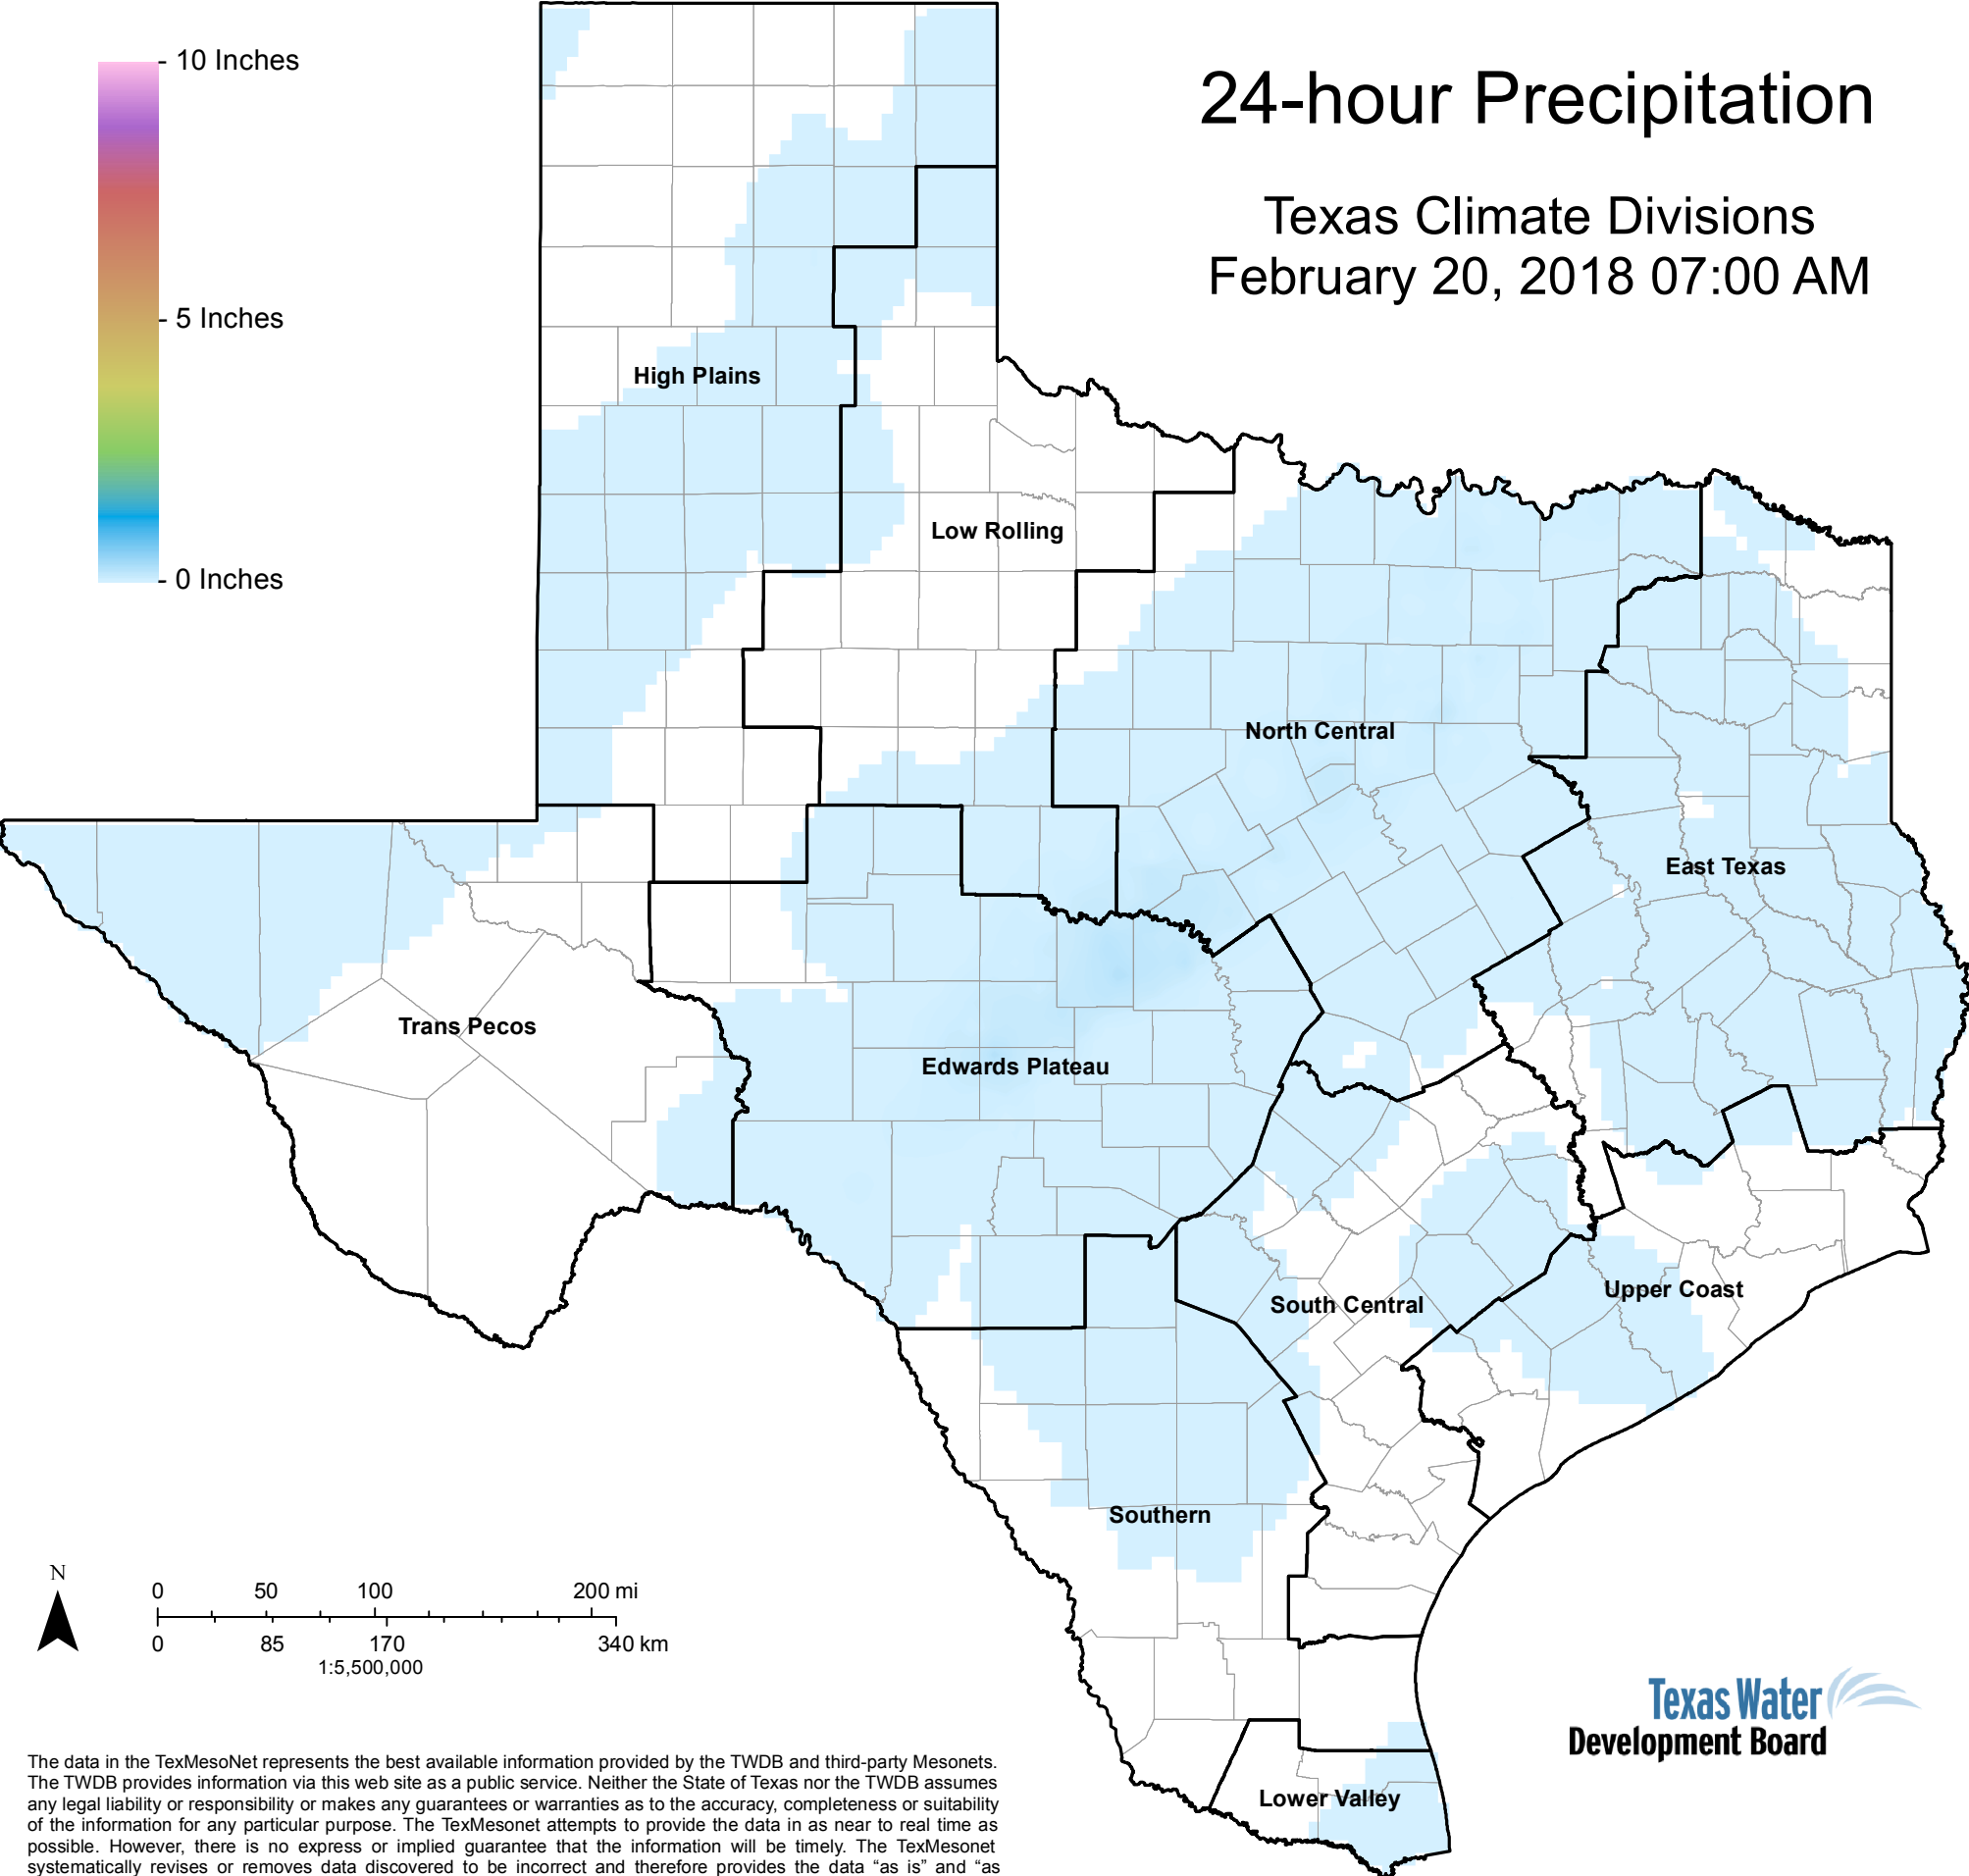 24-hour Precipitation
Texas Climate Divisions
February 20, 2018 07:00 AM
10 Inches
5 Inches
0 Inches
High Plains
Low Rolling
North Central
East Texas
Trans Pecos
Edwards Plateau
South Central
Upper Coast
Southern
Lower Valley
N
0 50 100 200 mi
0 85 170 340 km
1:5,500,000
Texas Water
Development Board
The data in the TexMesoNet represents the best available information provided by the TWDB and third-party Mesonets.
The TWDB provides information via this web site as a public service. Neither the State of Texas nor the TWDB assumes
any legal liability or responsibility or makes any guarantees or warranties as to the accuracy, completeness or suitability
of the information for any particular purpose. The TexMesonet attempts to provide the data in as near to real time as
possible. However, there is no express or implied guarantee that the information will be timely. The TexMesonet
systematically revises or removes data discovered to be incorrect and therefore provides the data “as is” and “as